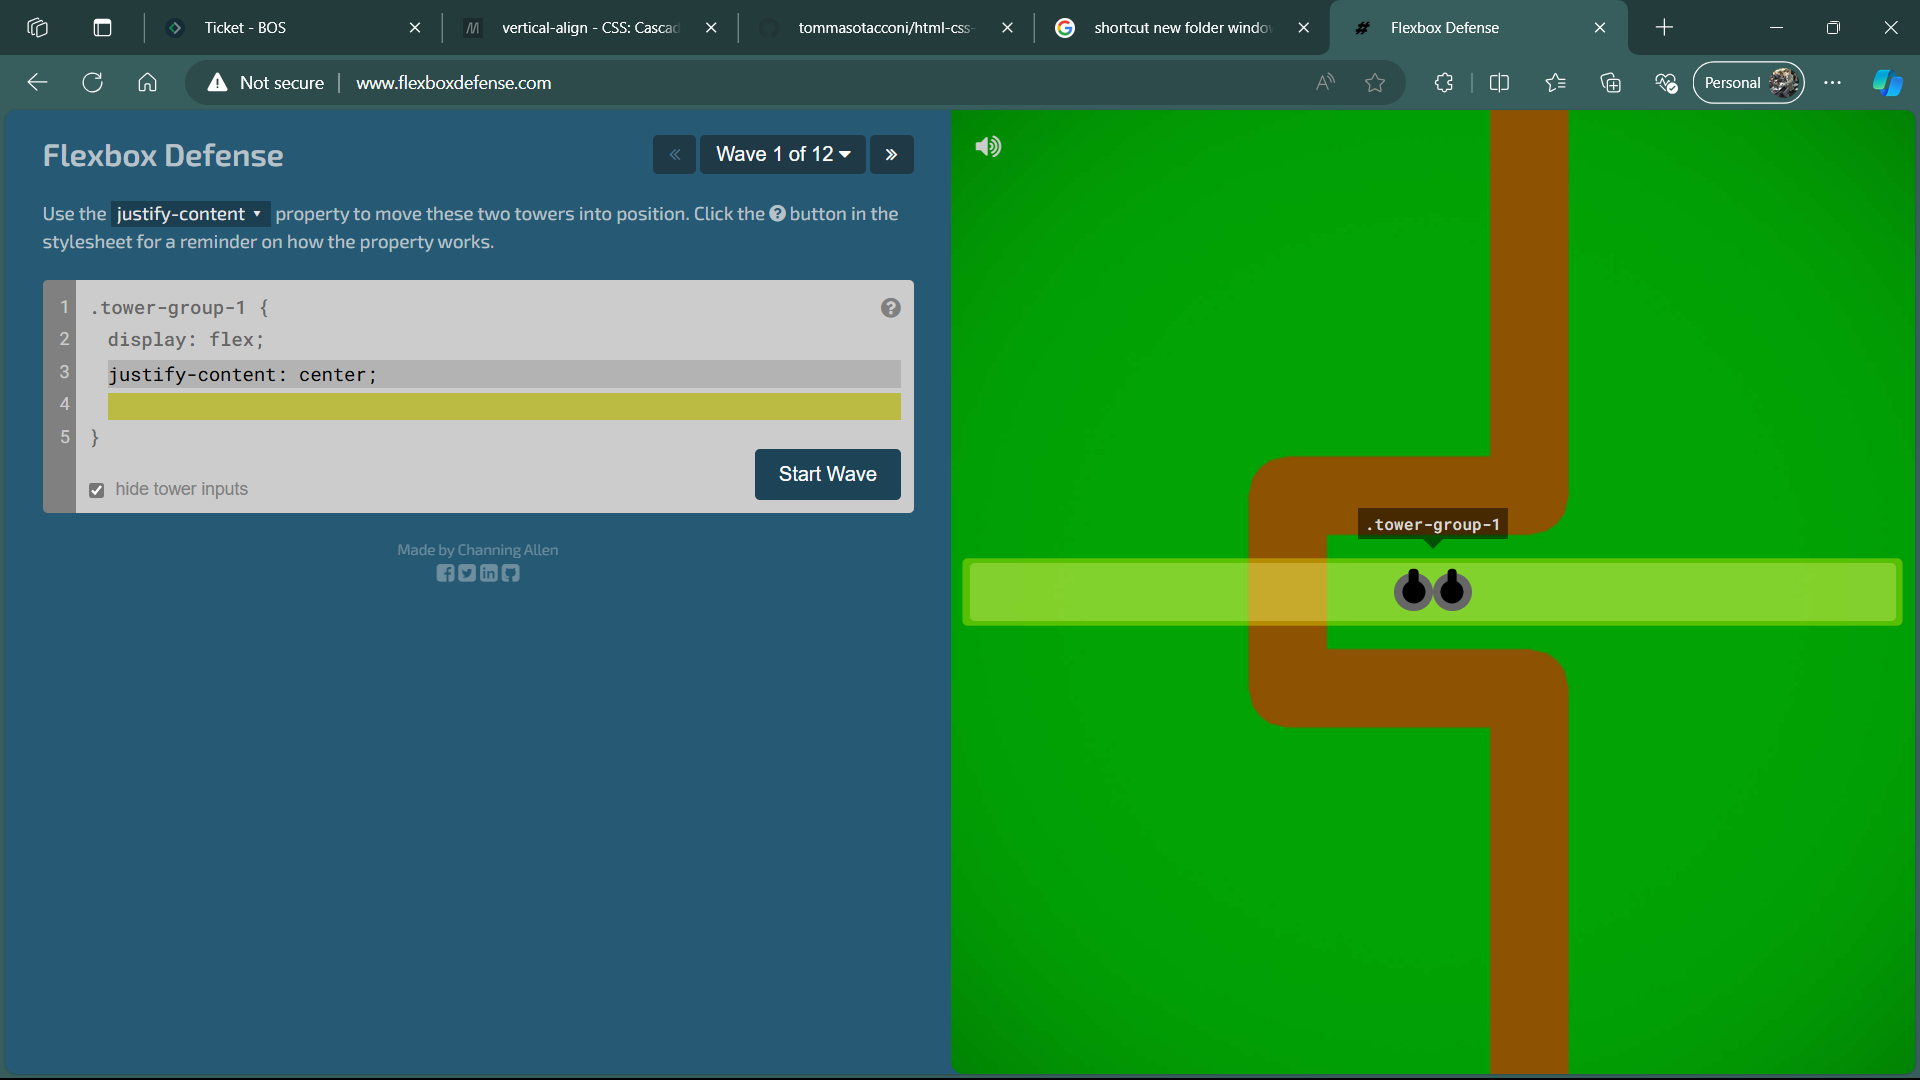 Ticket - BOS
vertical-align - CSS: Cascad
tommasotacconi/html-css-
shortcut new folder windo
Flexbox Defense
Not secure
www.flexboxdefense.com
Personal
Flexbox Defense
« Wave 1 of 12 »
Use the justify-content property to move these two towers into position. Click the ? button in the
stylesheet for a reminder on how the property works.
1 .tower-group-1 {
2 display: flex;
3 justify-content: center;
4
5 }
hide tower inputs
Start Wave
Made by Channing Allen
.tower-group-1